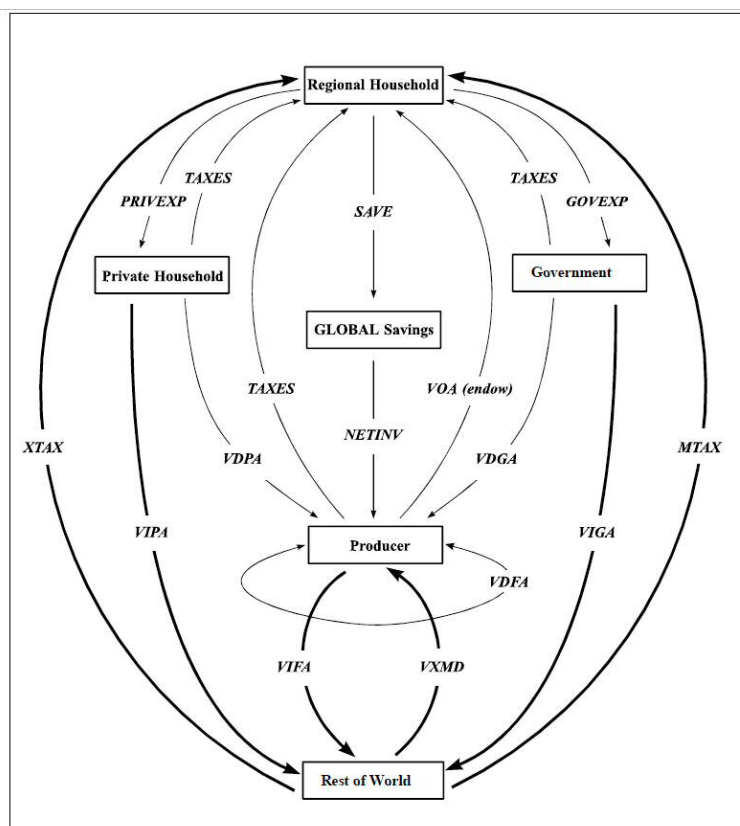 Regional Household
TAXES
TAXES
PRIVEXP
SAVE
GOVEXP
Private Household
Government
GLOBAL Savings
TAXES
VOA (endow)
NETINV
XTAX
VDPA
VDGA
MTAX
VIPA
VIGA
Producer
VDFA
VIFA
VXMD
Rest of World